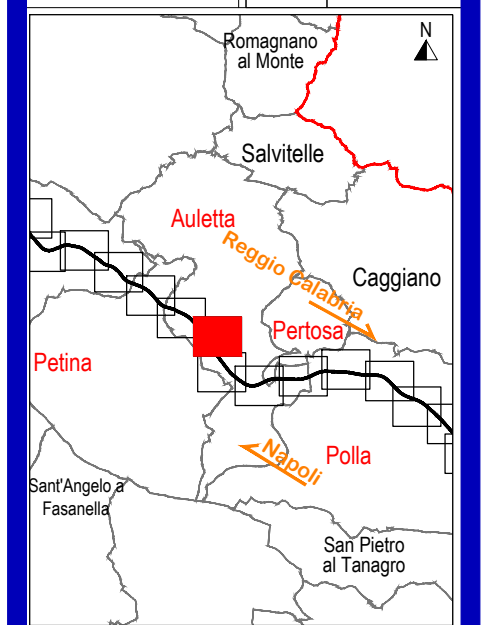 N
Romagnano
al Monte
Salvitelle
Auletta
Reggio Calabria
Caggiano
Pertosa
Petina
Napoli
Polla
Sant'Angelo a
Fasanella
San Pietro
al Tanagro